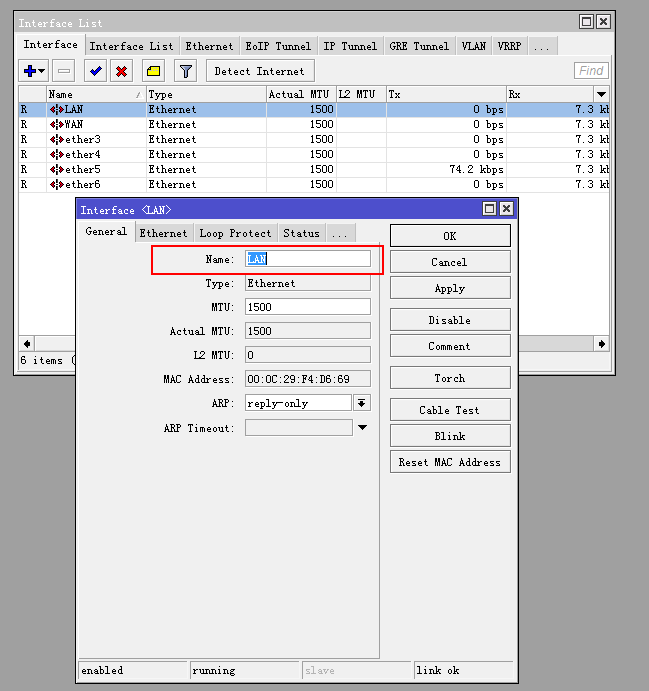 Interface List
Interface Interface List Ethernet EoIP Tunnel IP Tunnel GRE Tunnel VLAN VRRP ...
Detect Internet Find
Name Type Actual MTU L2 MTU Tx Rx
R LAN Ethernet 1500 0 bps 7.3 kb
R WAN Ethernet 1500 0 bps 7.3 kb
R ether3 Ethernet 1500 0 bps 7.3 kb
R ether4 Ethernet 1500 0 bps 7.3 kb
R ether5 Ethernet 1500 74.2 kbps 7.3 kb
R ether6 Ethernet 1500 0 bps 7.3 kb
6 items (
Interface <LAN>
General Ethernet Loop Protect Status ...
Name: LAN
Type: Ethernet
MTU: 1500
Actual MTU: 1500
L2 MTU: 0
MAC Address: 00:0C:29:F4:D6:69
ARP: reply-only
ARP Timeout:
OK
Cancel
Apply
Disable
Comment
Torch
Cable Test
Blink
Reset MAC Address
enabled running slave link ok